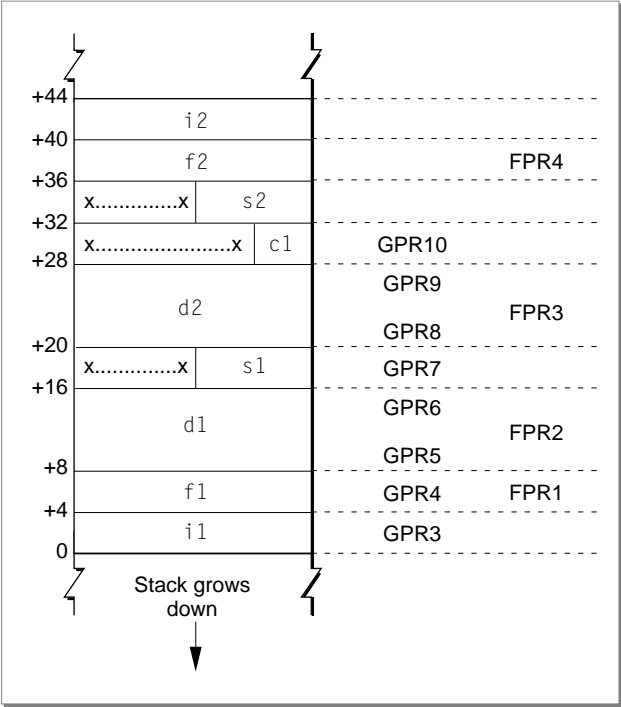 +44
i2
+40
f2 FPR4
+36
x..............x s2
+32
x.......................x c1 GPR10
+28
GPR9
d2 FPR3
GPR8
+20
x..............x s1 GPR7
+16
GPR6
d1 FPR2
GPR5
+8
f1 GPR4 FPR1
+4
i1 GPR3
0
Stack grows
down